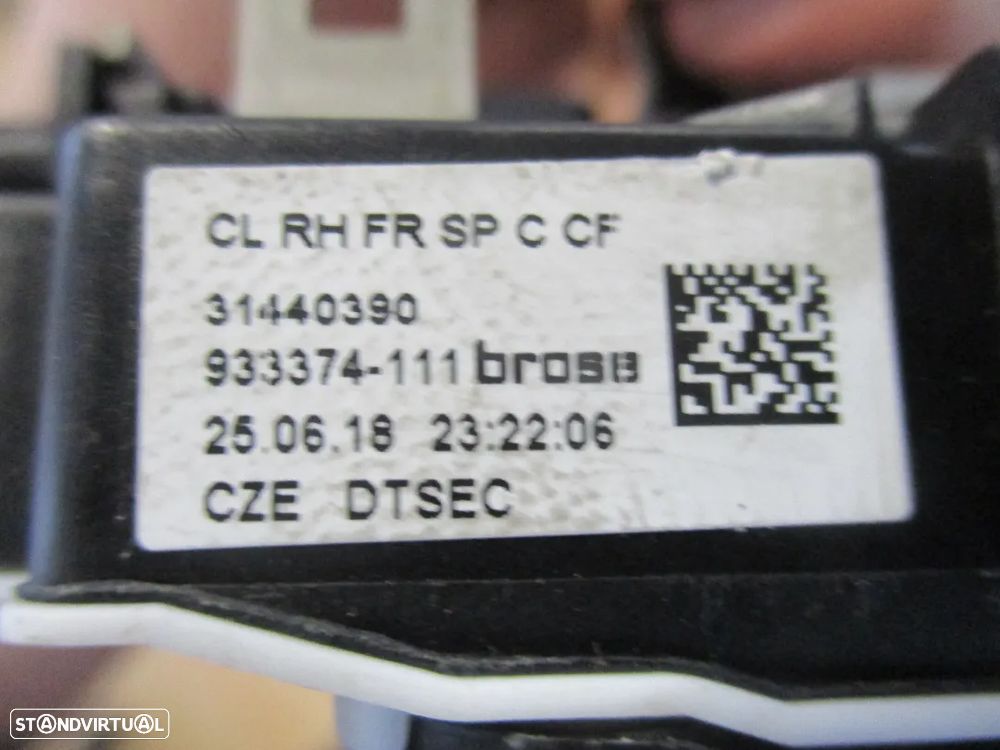 CL RH FR SP C CF
31440390
933374-111 brose
25.06.18 23:22:06
CZE DTSEC
STANDVIRTUAL